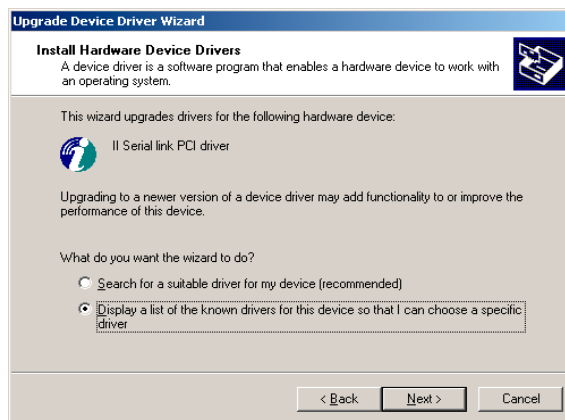 Upgrade Device Driver Wizard
Install Hardware Device Drivers
A device driver is a software program that enables a hardware device to work with
an operating system.
This wizard upgrades drivers for the following hardware device:
II Serial link PCI driver
Upgrading to a newer version of a device driver may add functionality to or improve the
performance of this device.
What do you want the wizard to do?
Search for a suitable driver for my device (recommended)
Display a list of the known drivers for this device so that I can choose a specific
driver
< Back Next > Cancel